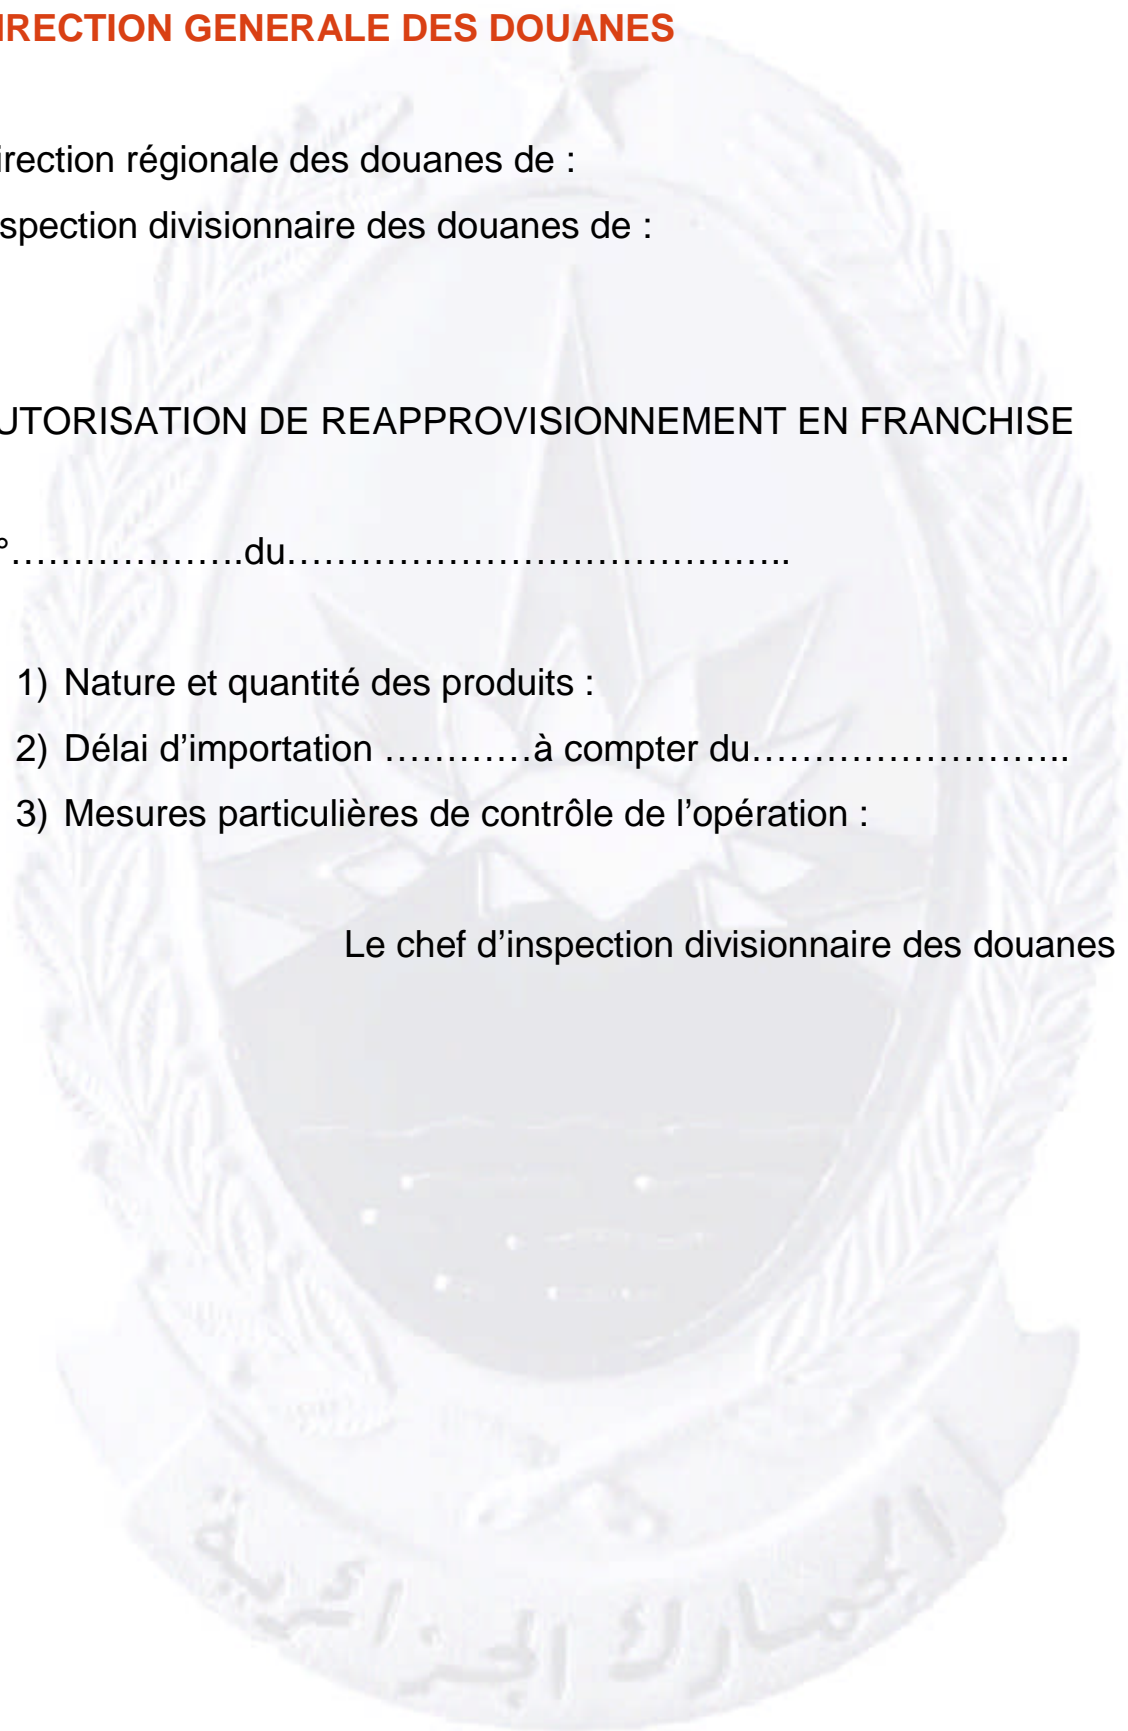 IRECTION GENERALE DES DOUANES
irection régionale des douanes de :
spection divisionnaire des douanes de :
UTORISATION DE REAPPROVISIONNEMENT EN FRANCHISE
°……………….du…………………………………..
1) Nature et quantité des produits :
2) Délai d’importation …………à compter du……………………..
3) Mesures particulières de contrôle de l’opération :
Le chef d’inspection divisionnaire des douanes
الجمارك الجزائرية